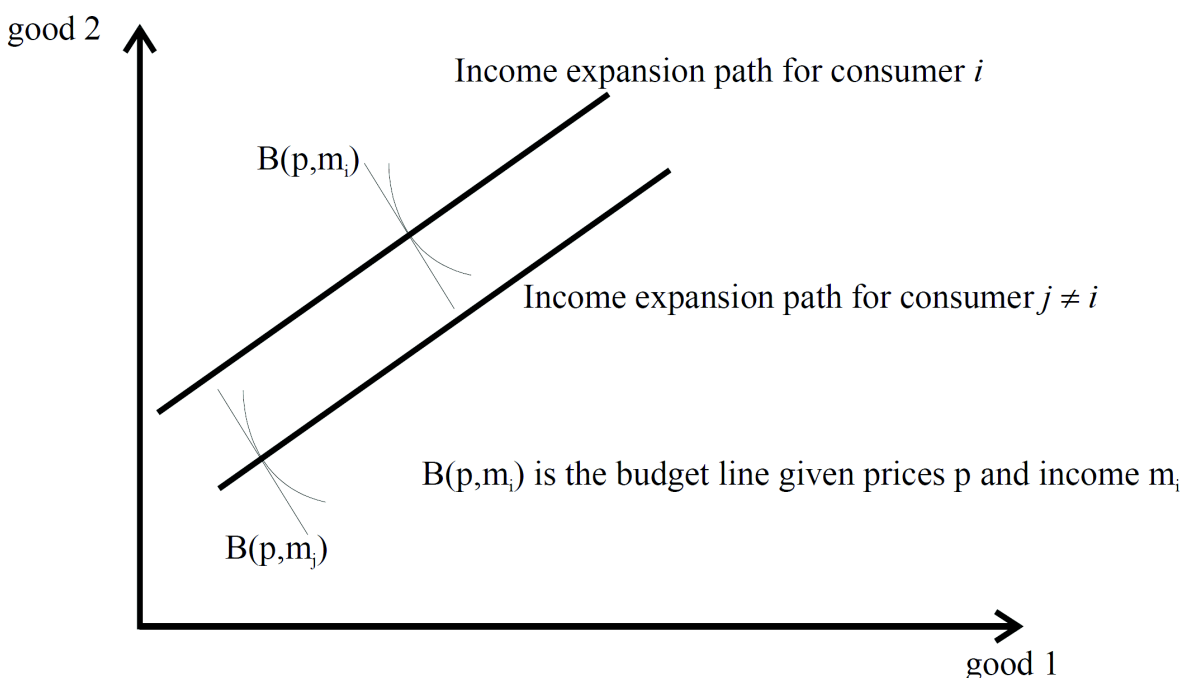 good 2
Income expansion path for consumer i
B(p,mᵢ)
Income expansion path for consumer j ≠ i
B(p,mᵢ) is the budget line given prices p and income mᵢ
B(p,mⱼ)
good 1